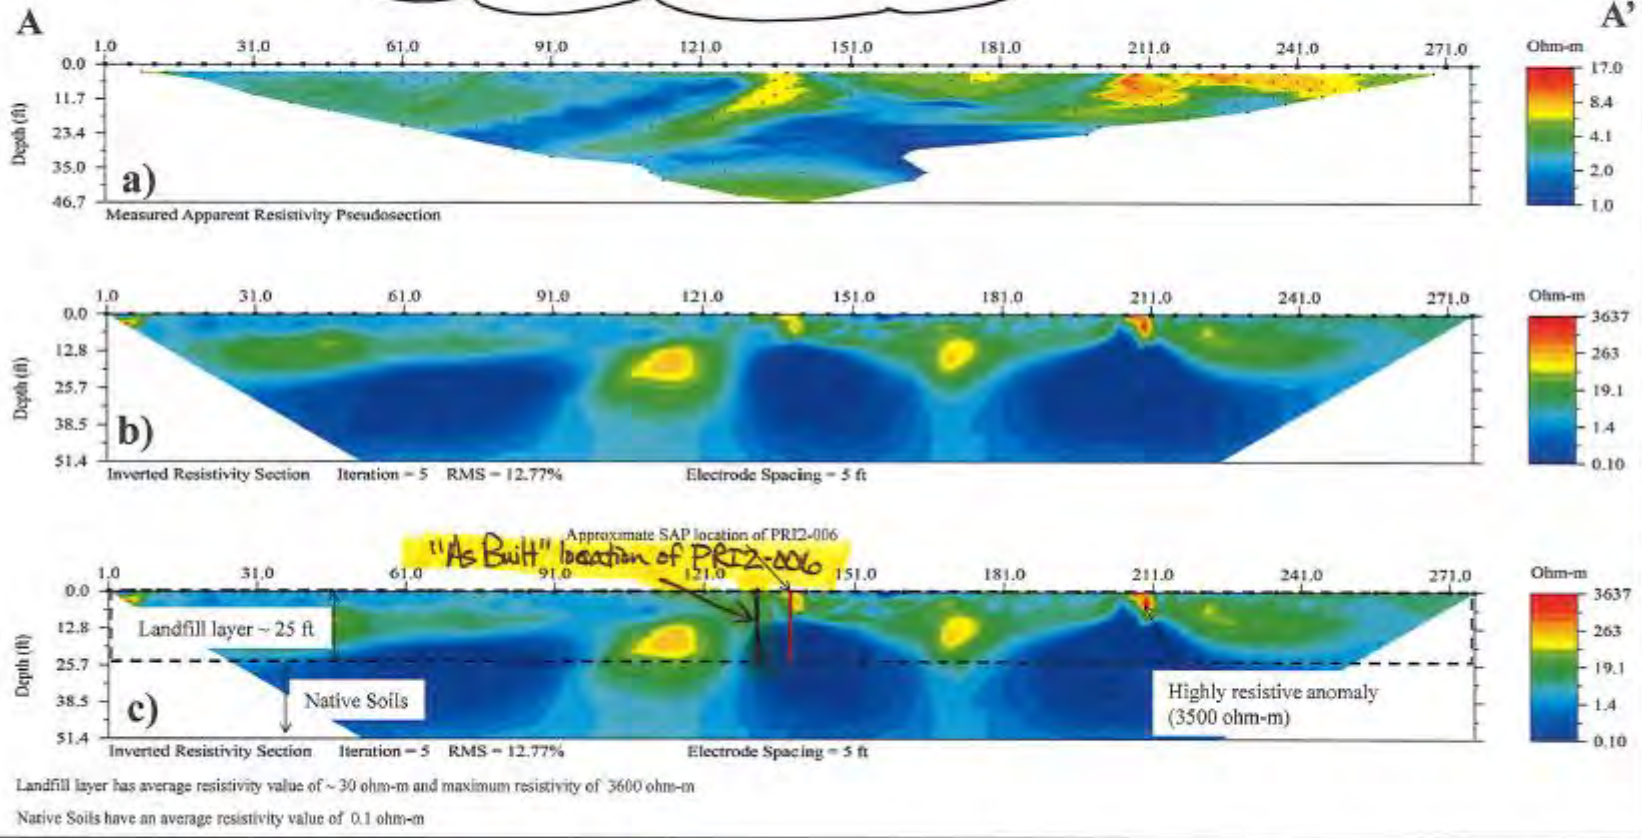 A A'
1.0 31.0 61.0 91.0 121.0 151.0 181.0 211.0 241.0 271.0 Ohm-m
0.0 17.0
11.7 8.4
23.4 4.1
35.0 2.0
46.7 1.0
Depth (ft)
a)
Measured Apparent Resistivity Pseudosection
1.0 31.0 61.0 91.0 121.0 151.0 181.0 211.0 241.0 271.0 Ohm-m
0.0 3637
12.8 263
25.7 19.1
38.5 1.4
51.4 0.10
Depth (ft)
b)
Inverted Resistivity Section Iteration = 5 RMS = 12.77% Electrode Spacing = 5 ft
Approximate SAP location of PRI2-006
"As Built" location of PRI2-006
1.0 31.0 61.0 91.0 121.0 151.0 181.0 211.0 241.0 271.0 Ohm-m
0.0 3637
12.8 263
25.7 19.1
38.5 1.4
51.4 0.10
Depth (ft)
Landfill layer ~ 25 ft
Native Soils
Highly resistive anomaly
(3500 ohm-m)
c)
Inverted Resistivity Section Iteration = 5 RMS = 12.77% Electrode Spacing = 5 ft
Landfill layer has average resistivity value of ~ 30 ohm-m and maximum resistivity of 3600 ohm-m
Native Soils have an average resistivity value of 0.1 ohm-m